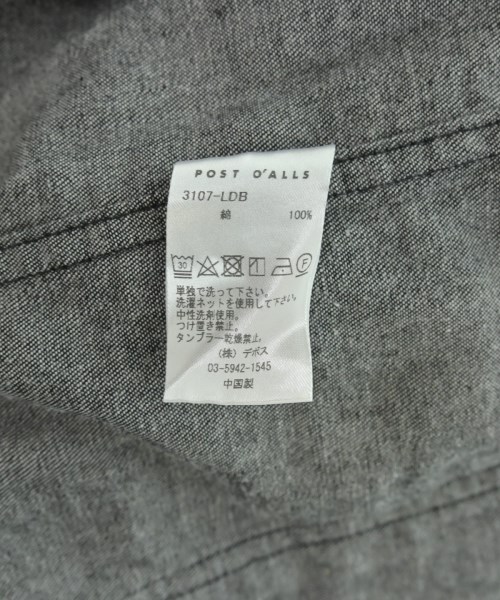 POST O'ALLS
3107-LDB
綿 100%
30
単独で洗って下さい。
洗濯ネットを使用して下さい。
中性洗剤使用。
つけ置き禁止。
タンブラー乾燥禁止。
(株) デポス
03-5942-1545
中国製